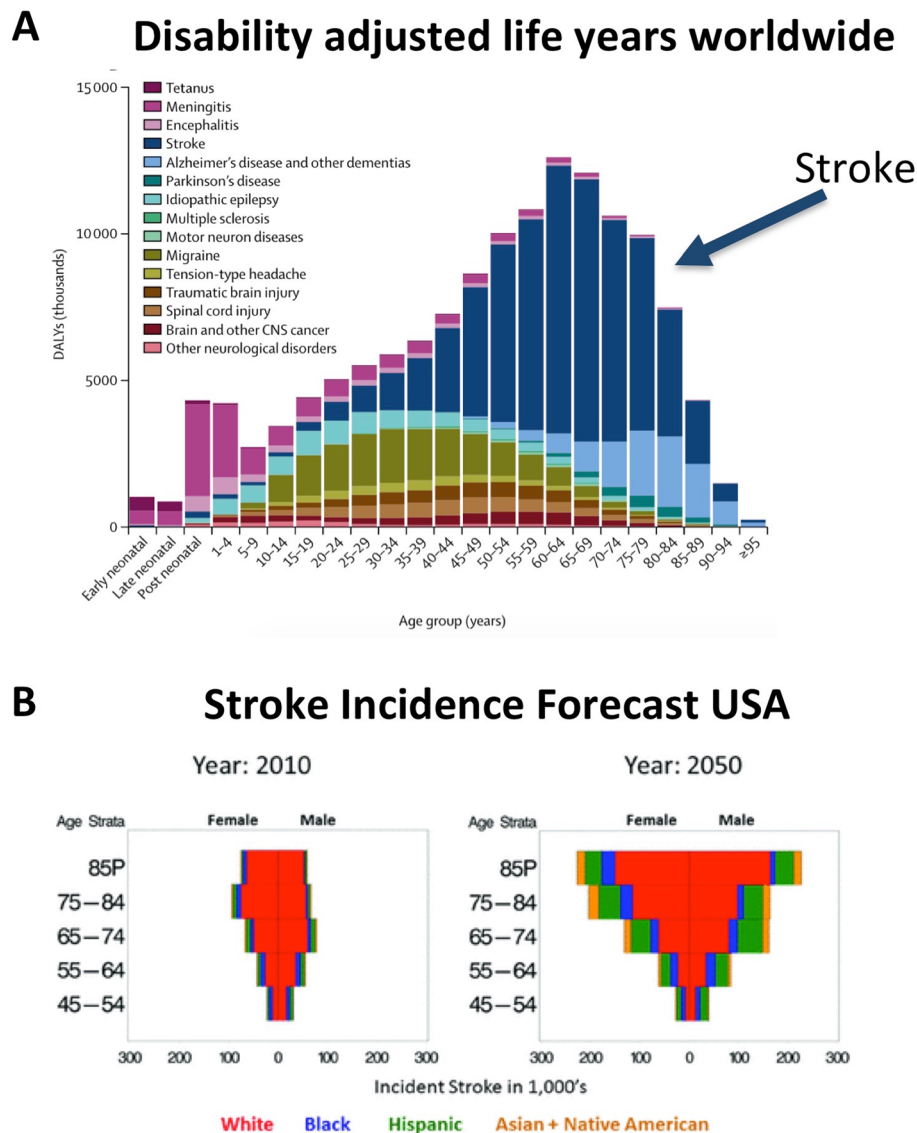 A
Disability adjusted life years worldwide
15000
10000
5000
0
DALYs (thousands)
Tetanus
Meningitis
Encephalitis
Stroke
Alzheimer's disease and other dementias
Parkinson's disease
Idiopathic epilepsy
Multiple sclerosis
Motor neuron diseases
Migraine
Tension-type headache
Traumatic brain injury
Spinal cord injury
Brain and other CNS cancer
Other neurological disorders
Stroke
Early neonatal
Late neonatal
Post neonatal
1–4
5–9
10–14
15–19
20–24
25–29
30–34
35–39
40–44
45–49
50–54
55–59
60–64
65–69
70–74
75–79
80–84
85–89
90–94
≥95
Age group (years)
B
Stroke Incidence Forecast USA
Year: 2010
Age Strata
Female Male
85P
75—84
65—74
55—64
45—54
300 200 100 0 100 200 300
Year: 2050
Age Strata
Female Male
85P
75—84
65—74
55—64
45—54
300 200 100 0 100 200 300
Incident Stroke in 1,000's
White Black Hispanic Asian + Native American